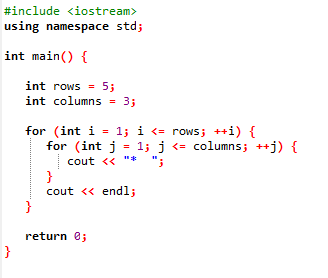 #include <iostream>
using namespace std;

int main() {

   int rows = 5;
   int columns = 3;

   for (int i = 1; i <= rows; ++i) {
      for (int j = 1; j <= columns; ++j) {
         cout << "*  ";
      }
      cout << endl;
   }

   return 0;
}